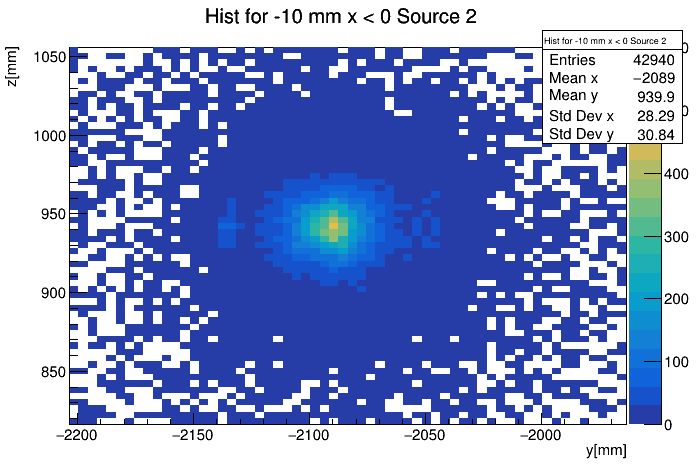 Hist for -10 mm x < 0 Source 2
Hist for -10 mm x < 0 Source 2
Entries 42940
Mean x −2089
Mean y 939.9
Std Dev x 28.29
Std Dev y 30.84
z[mm]
1050
1000
950
900
850
−2200 −2150 −2100 −2050 −2000
y[mm]
400
300
200
100
0